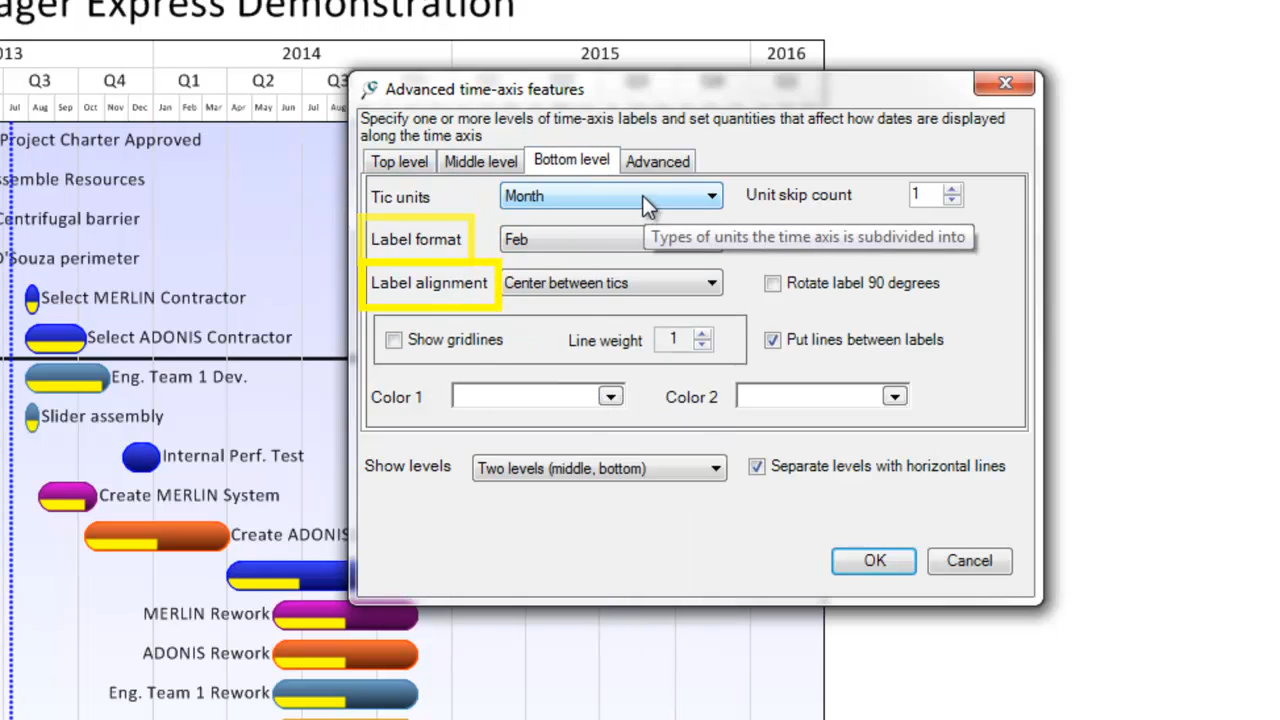 ager Express Demonstration
013 2014 2015 2016
Q3 Q4 Q1 Q2 Q3
Jul Aug Sep Oct Nov Dec Jan Feb Mar Apr May Jun Jul Aug
Project Charter Approved
ssemble Resources
Centrifugal barrier
D'Souza perimeter
Select MERLIN Contractor
Select ADONIS Contractor
Eng. Team 1 Dev.
Slider assembly
Internal Perf. Test
Create MERLIN System
Create ADONIS
MERLIN Rework
ADONIS Rework
Eng. Team 1 Rework
Advanced time-axis features
Specify one or more levels of time-axis labels and set quantities that affect how dates are displayed
along the time axis
Top level Middle level Bottom level Advanced
Tic units Month Unit skip count 1
Label format Feb
Types of units the time axis is subdivided into
Label alignment Center between tics Rotate label 90 degrees
Show gridlines Line weight 1 Put lines between labels
Color 1 Color 2
Show levels Two levels (middle, bottom) Separate levels with horizontal lines
OK Cancel